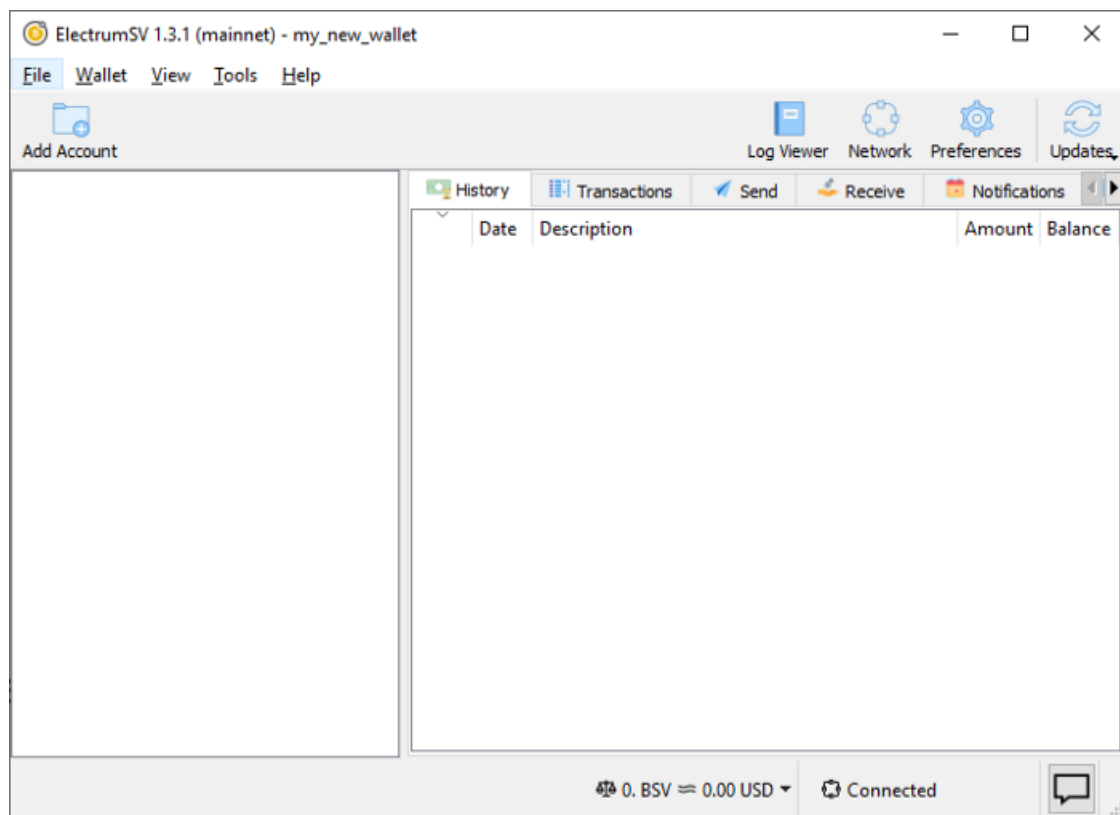 ElectrumSV 1.3.1 (mainnet) - my_new_wallet
File Wallet View Tools Help
Add Account Log Viewer Network Preferences Updates
History Transactions Send Receive Notifications
Date Description Amount Balance
0. BSV ≈ 0.00 USD Connected